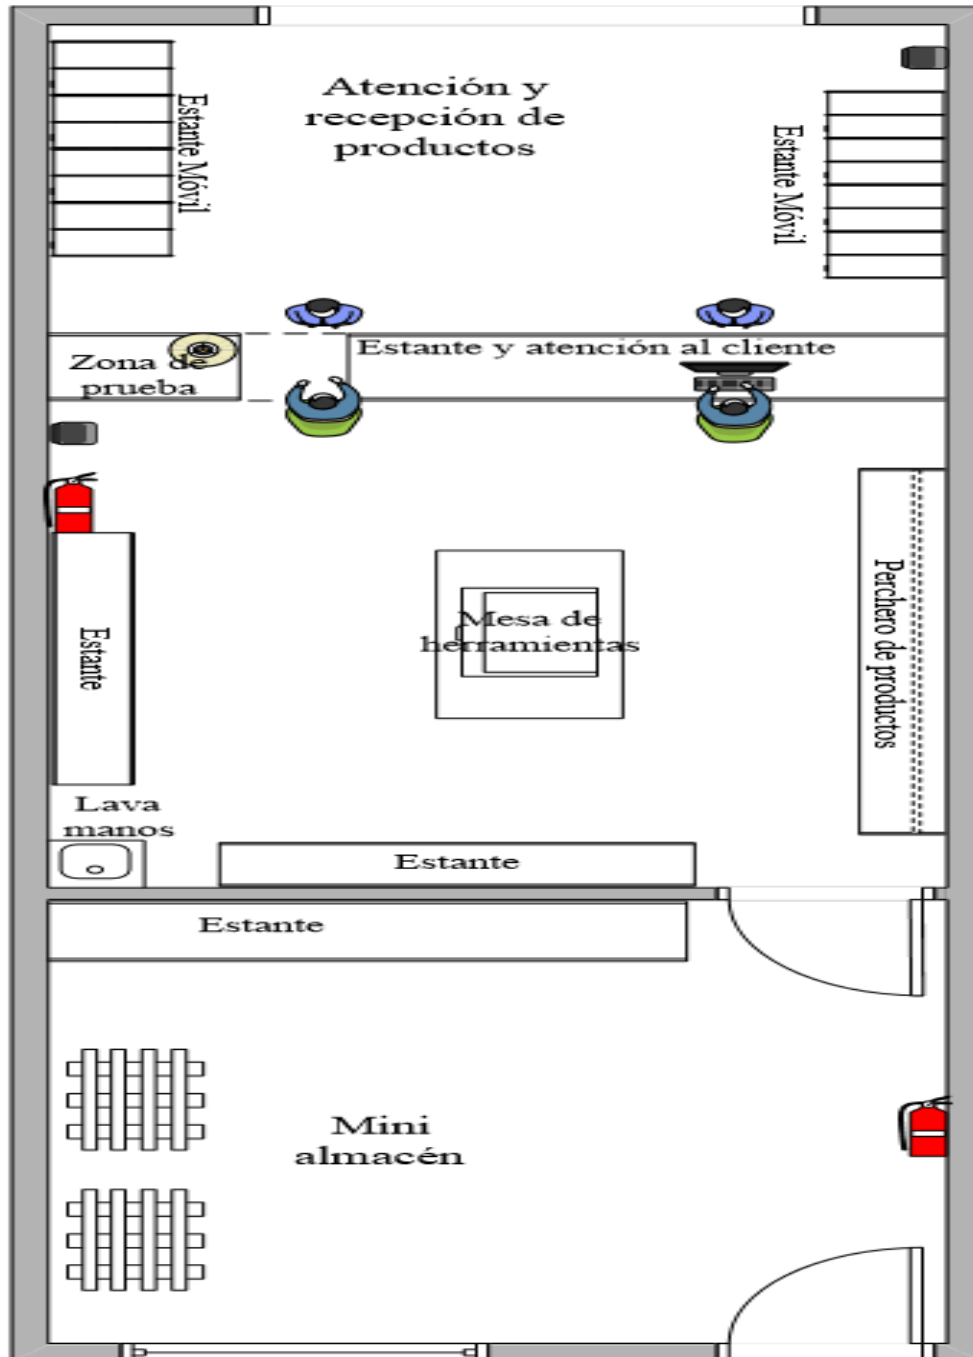 Atención y
recepción de
productos
Estante Móvil
Estante Móvil
Zona de
prueba
Estante y atención al cliente
Mesa de
herramientas
Estante
Perchero de productos
Lava
manos
Estante
Estante
Mini
almacén